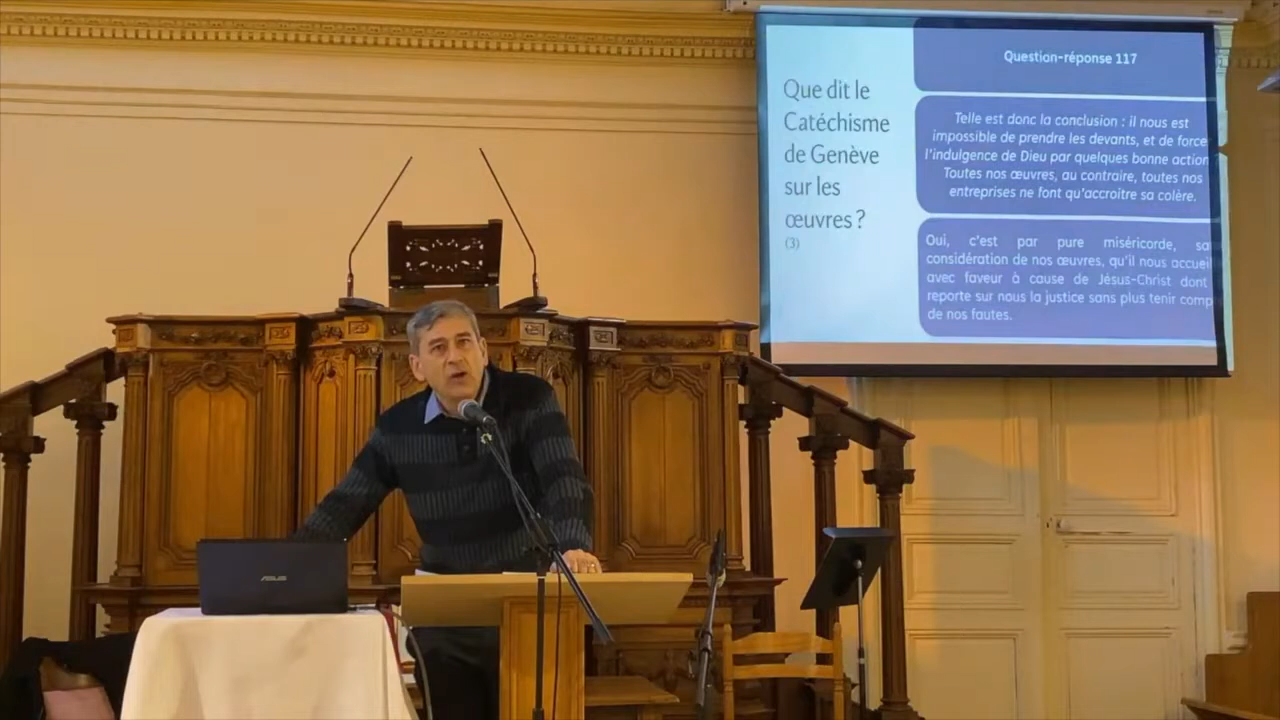 Que dit le
Catéchisme
de Genève
sur les
œuvres ?
(3)
Question-réponse 117
Telle est donc la conclusion : il nous est
impossible de prendre les devants, et de force
l'indulgence de Dieu par quelques bonne action
Toutes nos œuvres, au contraire, toutes nos
entreprises ne font qu'accroître sa colère.
Oui, c'est par pure miséricorde, sa
considération de nos œuvres, qu'il nous accuei
avec faveur à cause de Jésus-Christ dont
reporte sur nous la justice sans plus tenir comp
de nos fautes.
ASUS